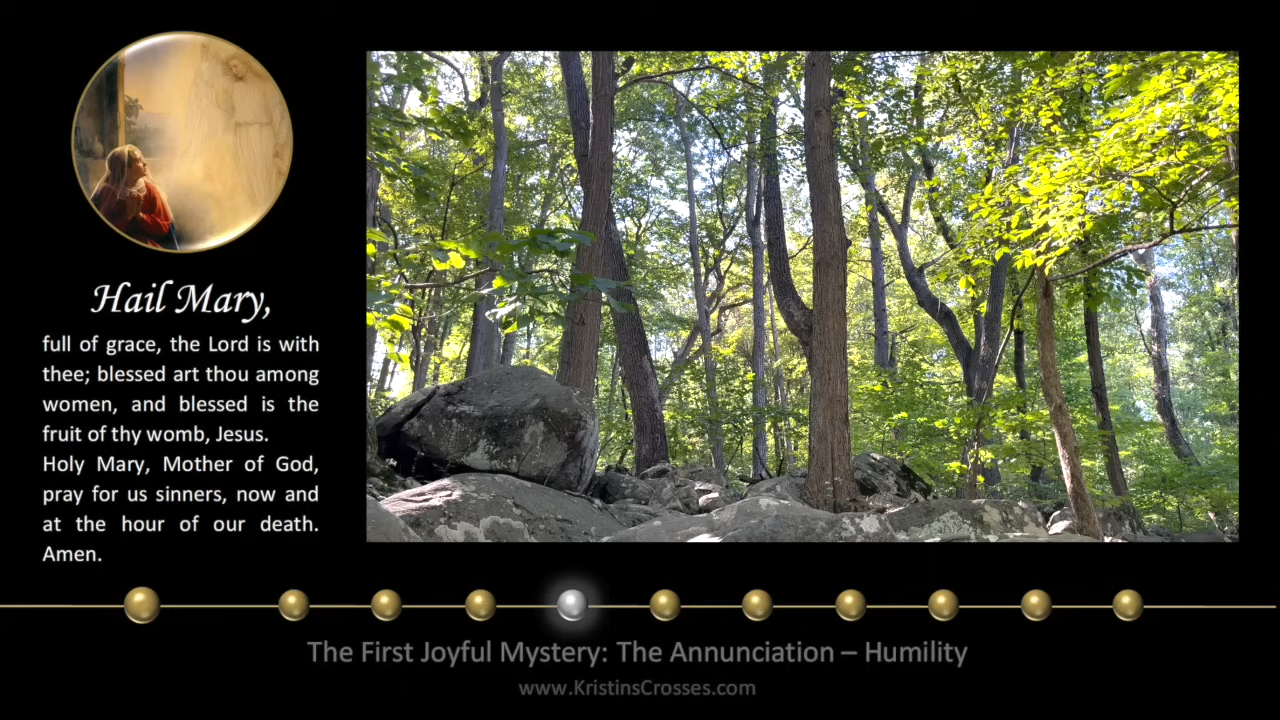 Hail Mary,
full of grace, the Lord is with
thee; blessed art thou among
women, and blessed is the
fruit of thy womb, Jesus.
Holy Mary, Mother of God,
pray for us sinners, now and
at the hour of our death.
Amen.
The First Joyful Mystery: The Annunciation – Humility
www.KristinsCrosses.com